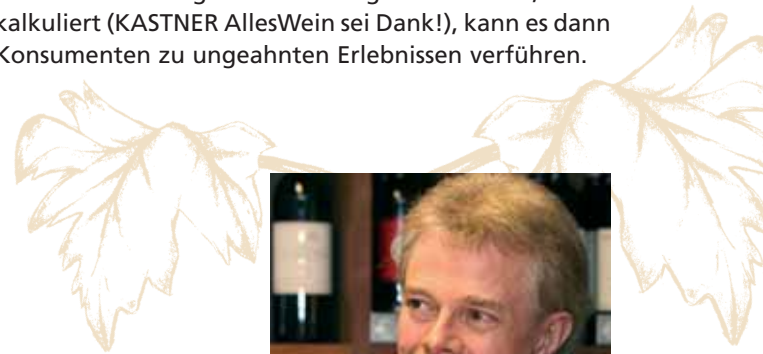 kalkuliert (KASTNER AllesWein sei Dank!), kann es dann
Konsumenten zu ungeahnten Erlebnissen verführen.